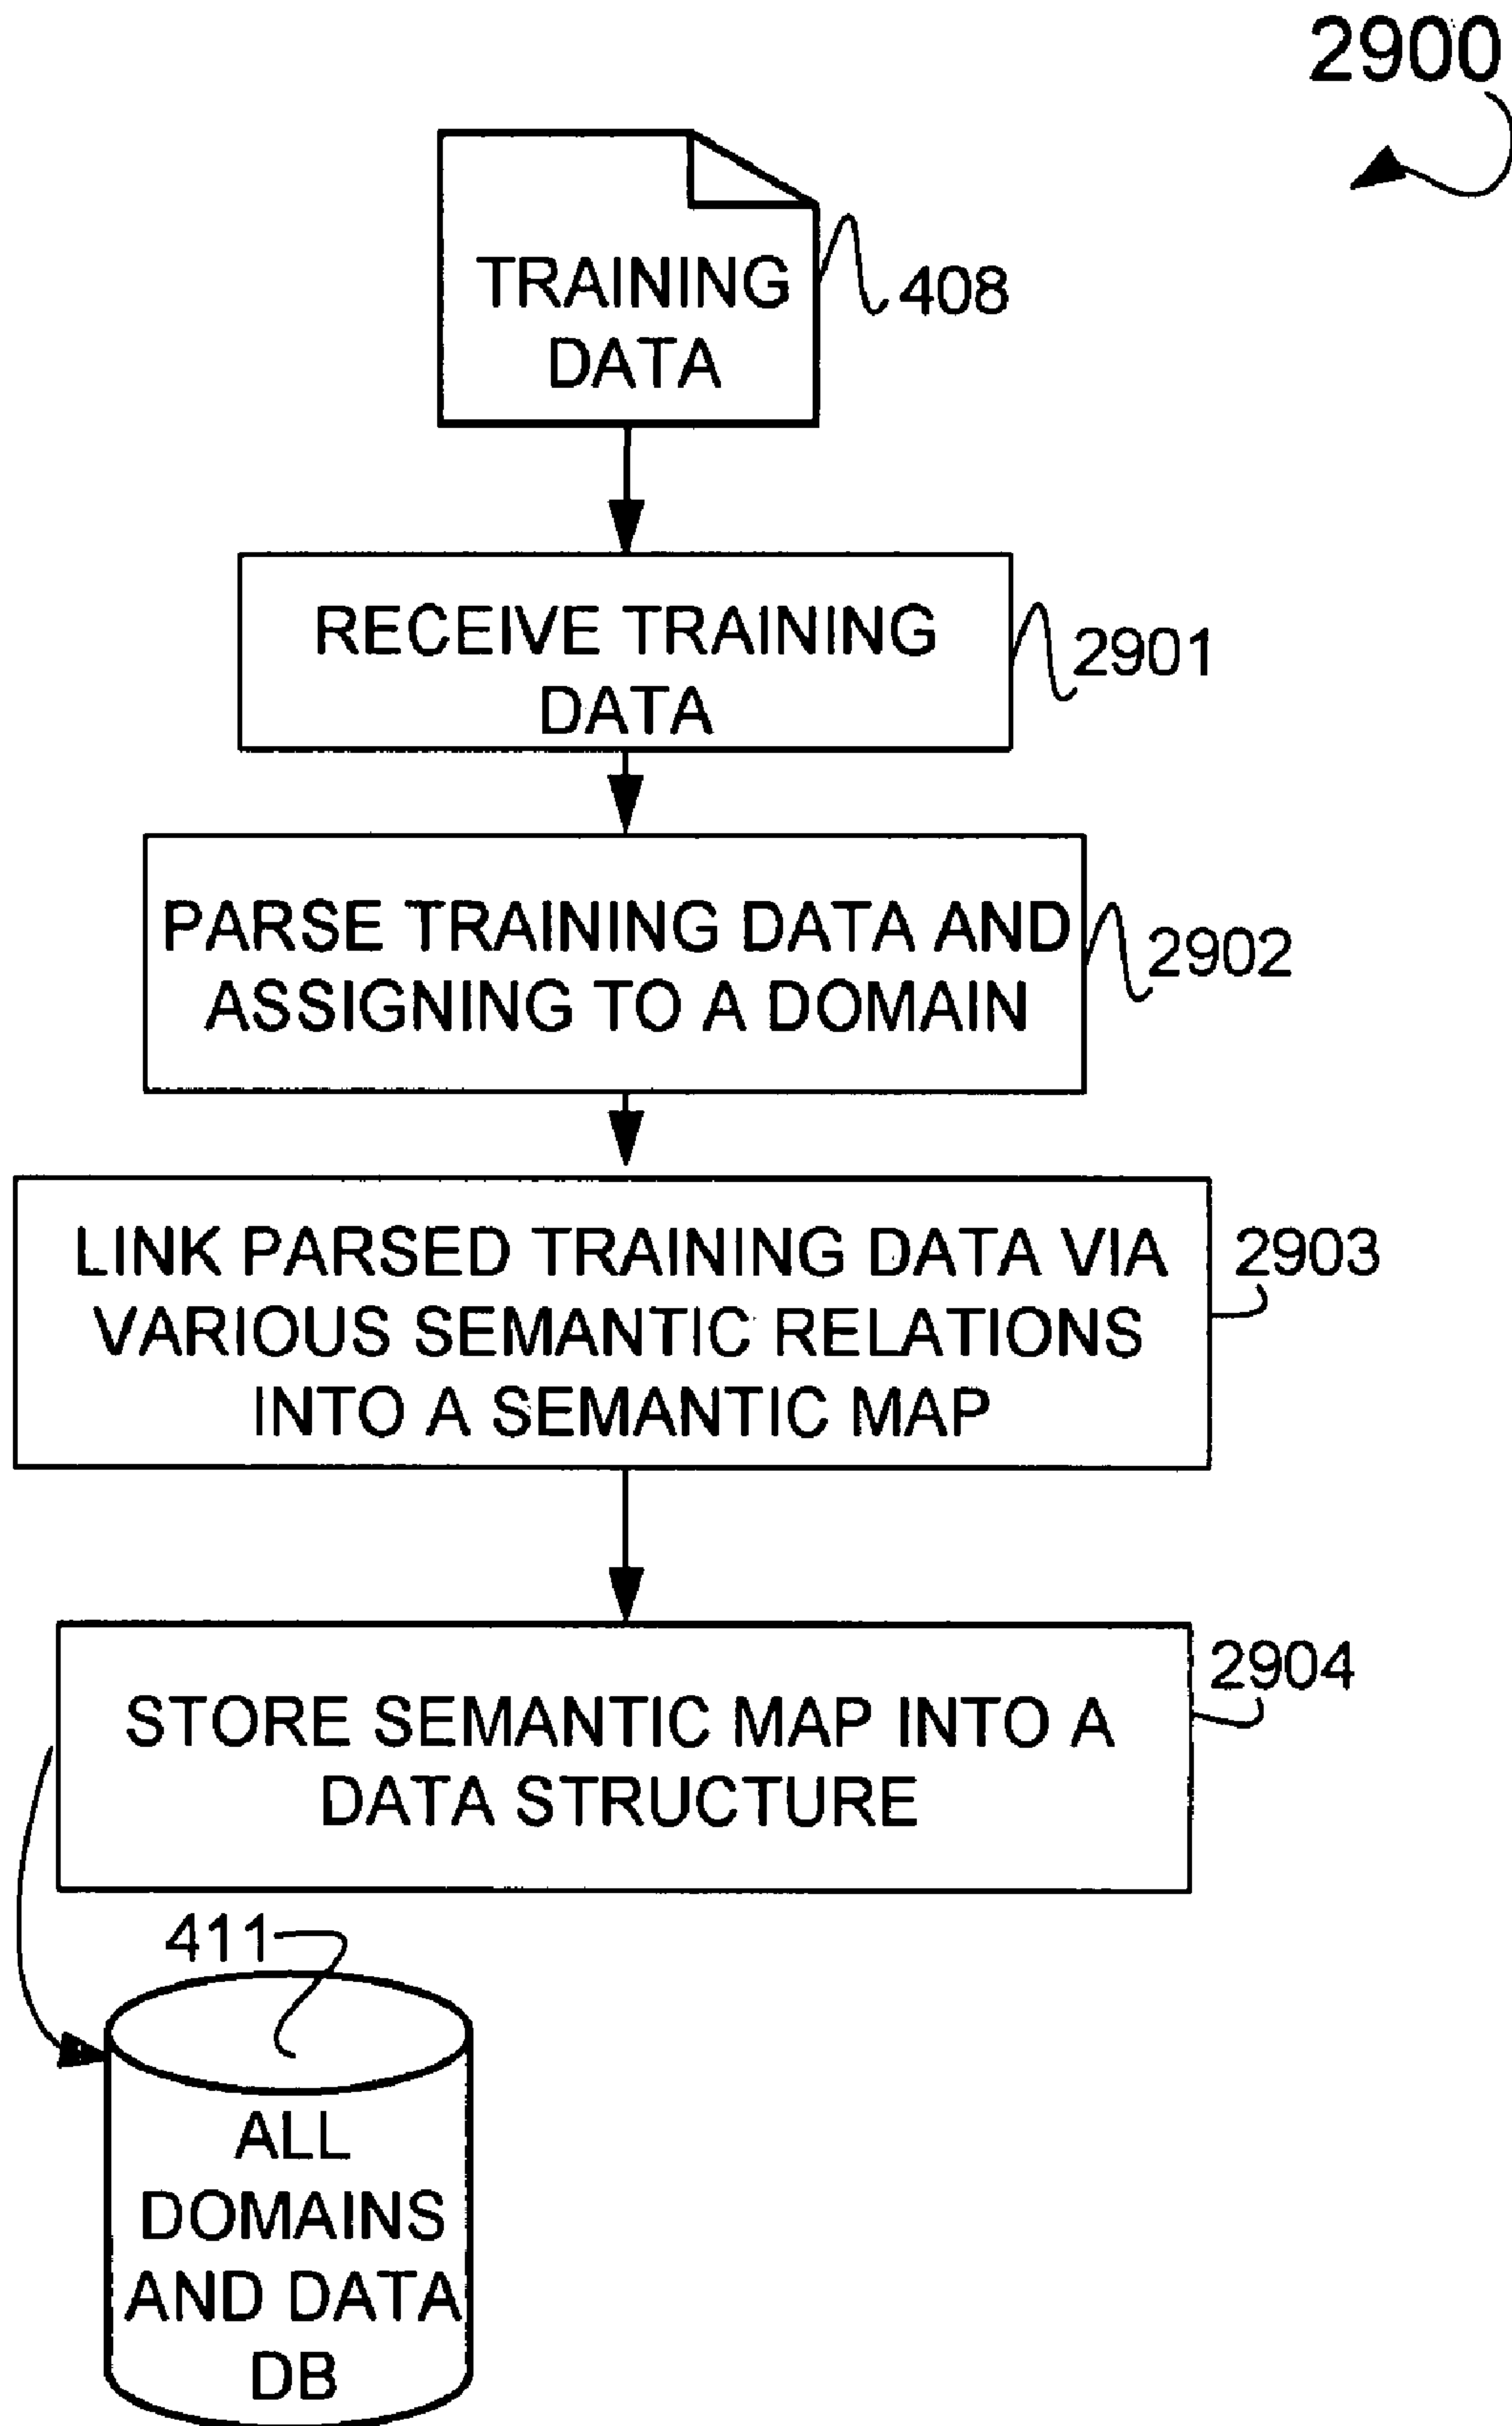 2900
TRAINING
DATA
408
RECEIVE TRAINING
DATA
2901
PARSE TRAINING DATA AND
ASSIGNING TO A DOMAIN
2902
LINK PARSED TRAINING DATA VIA
VARIOUS SEMANTIC RELATIONS
INTO A SEMANTIC MAP
2903
STORE SEMANTIC MAP INTO A
DATA STRUCTURE
2904
411
ALL
DOMAINS
AND DATA
DB